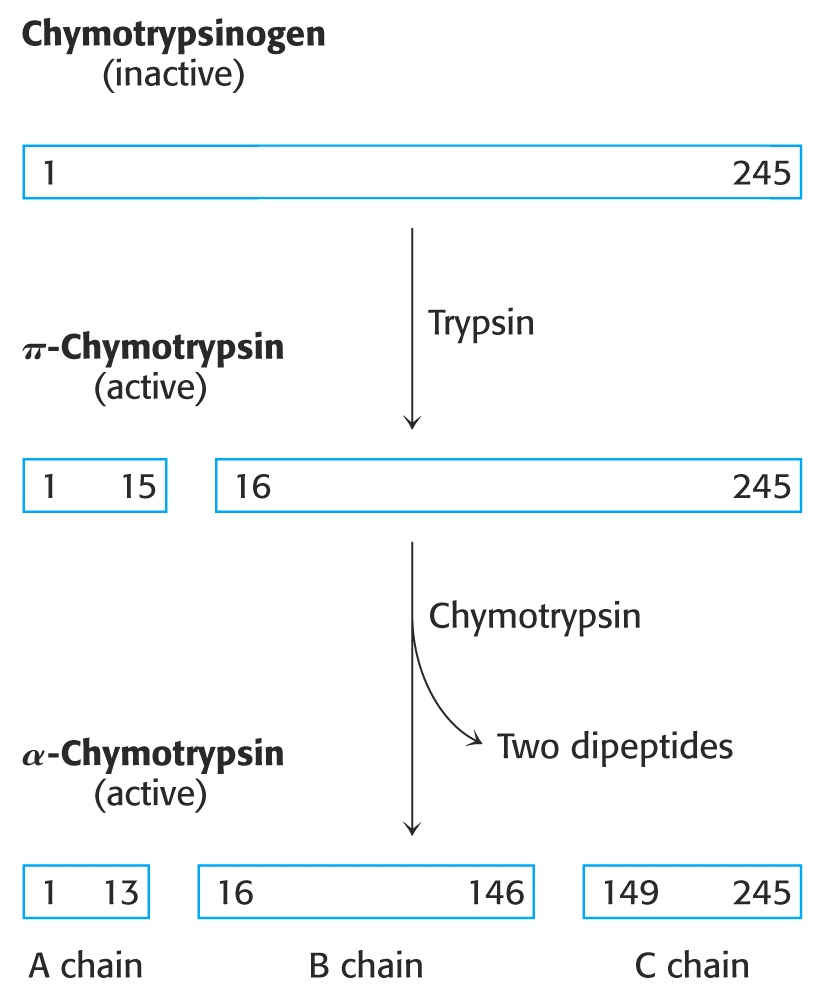 Chymotrypsinogen
(inactive)
1 245
Trypsin
π-Chymotrypsin
(active)
1 15 16 245
Chymotrypsin
Two dipeptides
α-Chymotrypsin
(active)
1 13 16 146 149 245
A chain B chain C chain